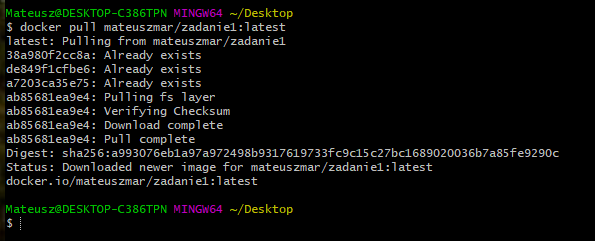 Mateusz@DESKTOP-C386TPN MINGW64 ~/Desktop
$ docker pull mateuszmar/zadanie1:latest
latest: Pulling from mateuszmar/zadanie1
38a980f2cc8a: Already exists
de849f1cfbe6: Already exists
a7203ca35e75: Already exists
ab85681ea9e4: Pulling fs layer
ab85681ea9e4: Verifying Checksum
ab85681ea9e4: Download complete
ab85681ea9e4: Pull complete
Digest: sha256:a993076eb1a97a972498b9317619733fc9c15c27bc1689020036b7a85fe9290c
Status: Downloaded newer image for mateuszmar/zadanie1:latest
docker.io/mateuszmar/zadanie1:latest
Mateusz@DESKTOP-C386TPN MINGW64 ~/Desktop
$